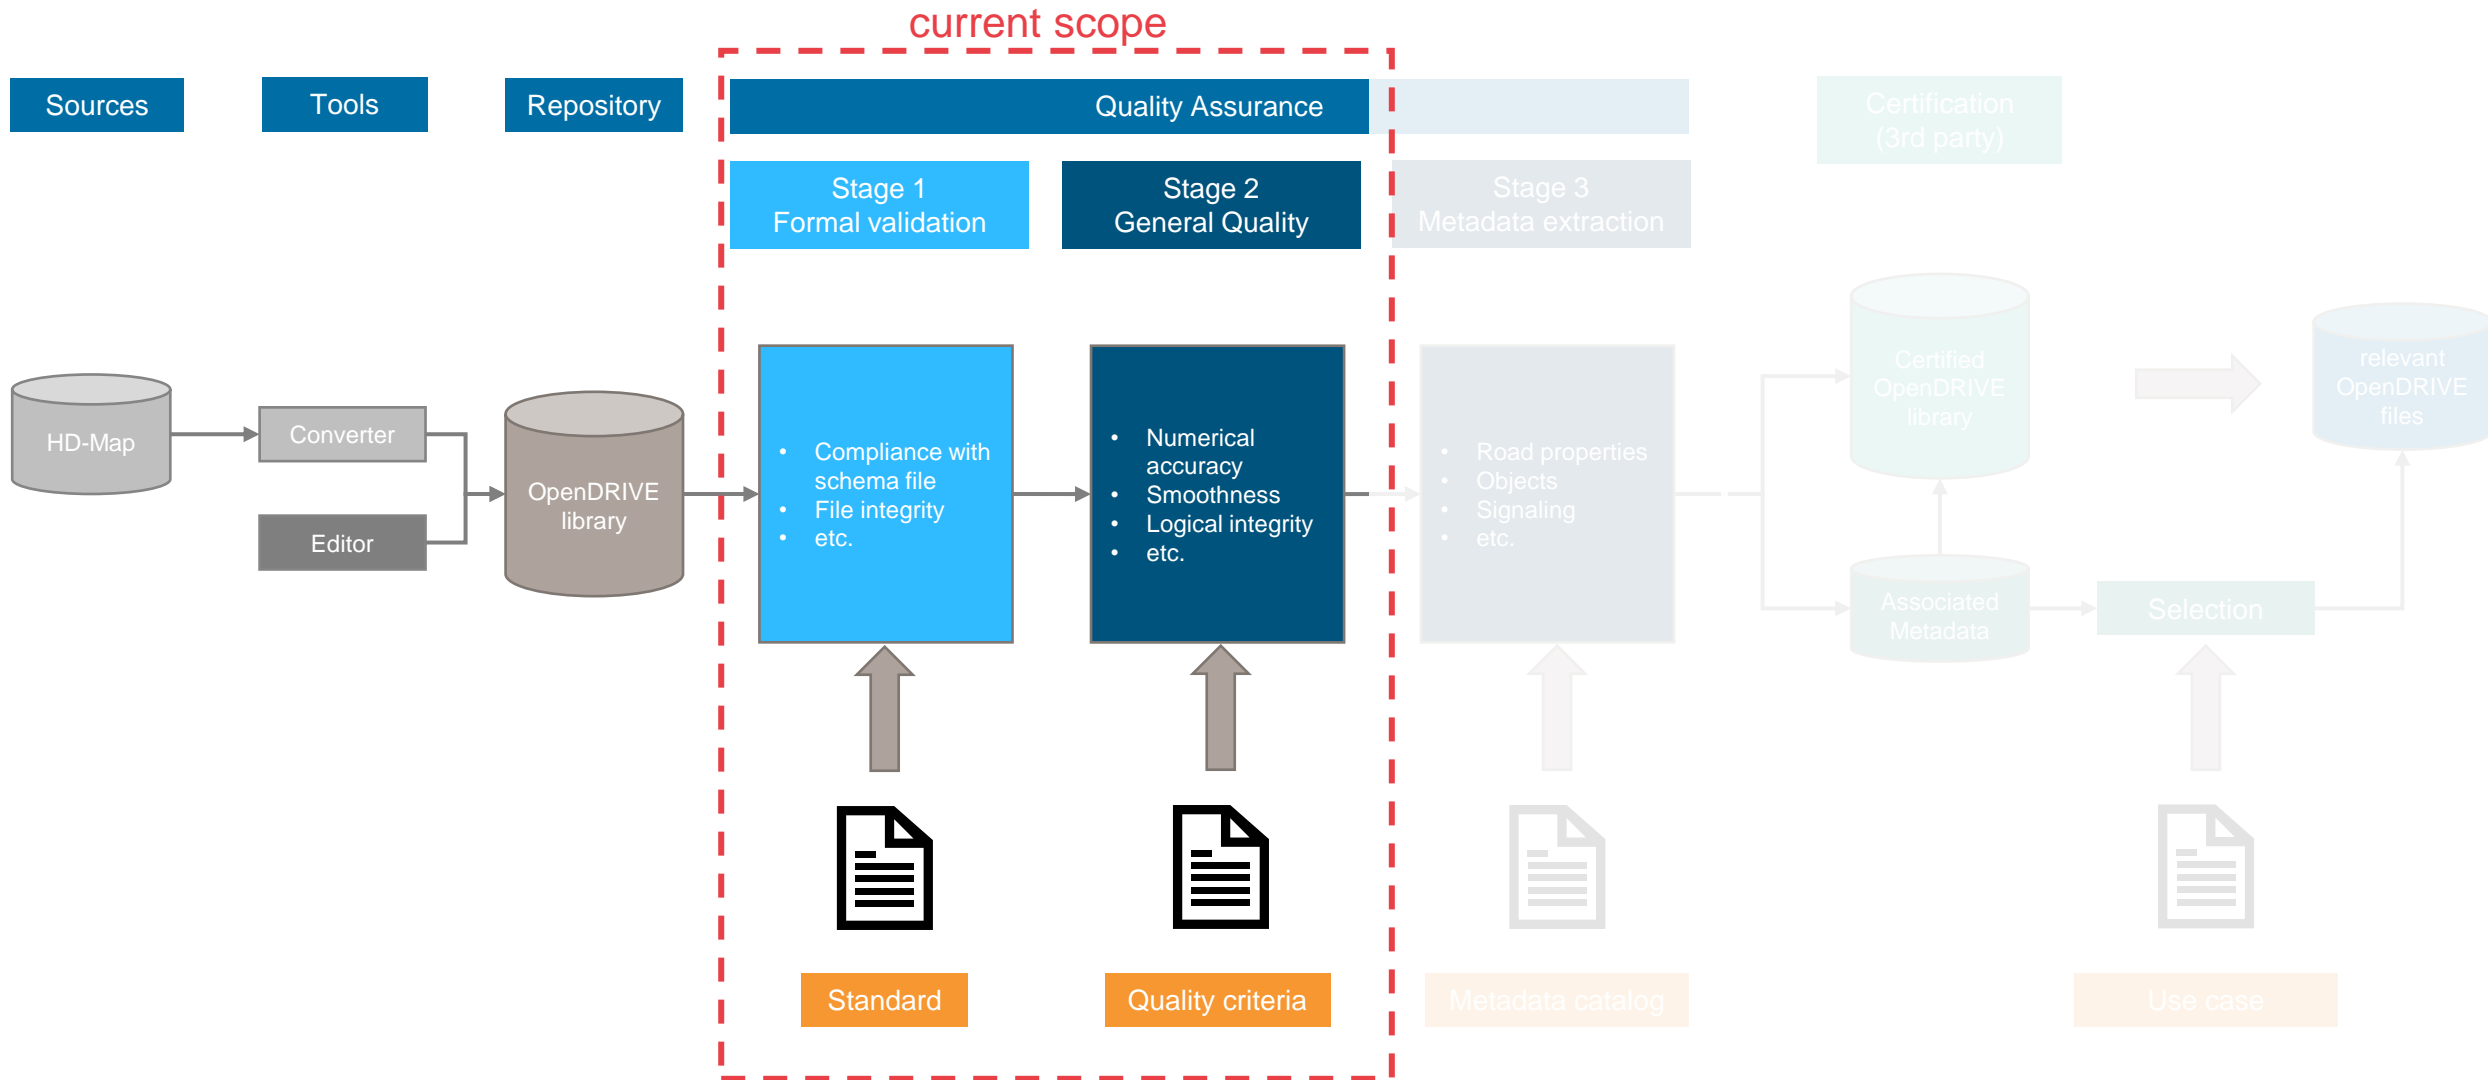 current scope
Sources
Tools
Repository
Quality Assurance
Certification
(3rd party)
Stage 1
Formal validation
Stage 2
General Quality
Stage 3
Metadata extraction
HD-Map
Converter
Editor
OpenDRIVE
library
• Compliance with
schema file
• File integrity
• etc.
• Numerical
accuracy
• Smoothness
• Logical integrity
• etc.
• Road properties
• Objects
• Signaling
• etc.
Certified
OpenDRIVE
library
relevant
OpenDRIVE
files
Associated
Metadata
Selection
Standard
Quality criteria
Metadata catalog
Use case